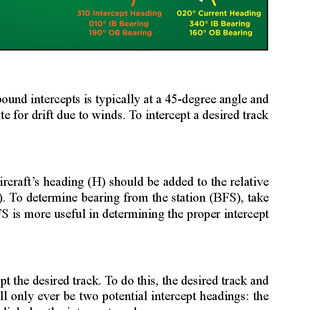 310 Intercept Heading
010° IB Bearing
190° OB Bearing
020° Current Heading
340° IB Bearing
160° OB Bearing
ound intercepts is typically at a 45-degree angle and
te for drift due to winds. To intercept a desired track
ircraft’s heading (H) should be added to the relative
). To determine bearing from the station (BFS), take
S is more useful in determining the proper intercept
pt the desired track. To do this, the desired track and
ll only ever be two potential intercept headings: the